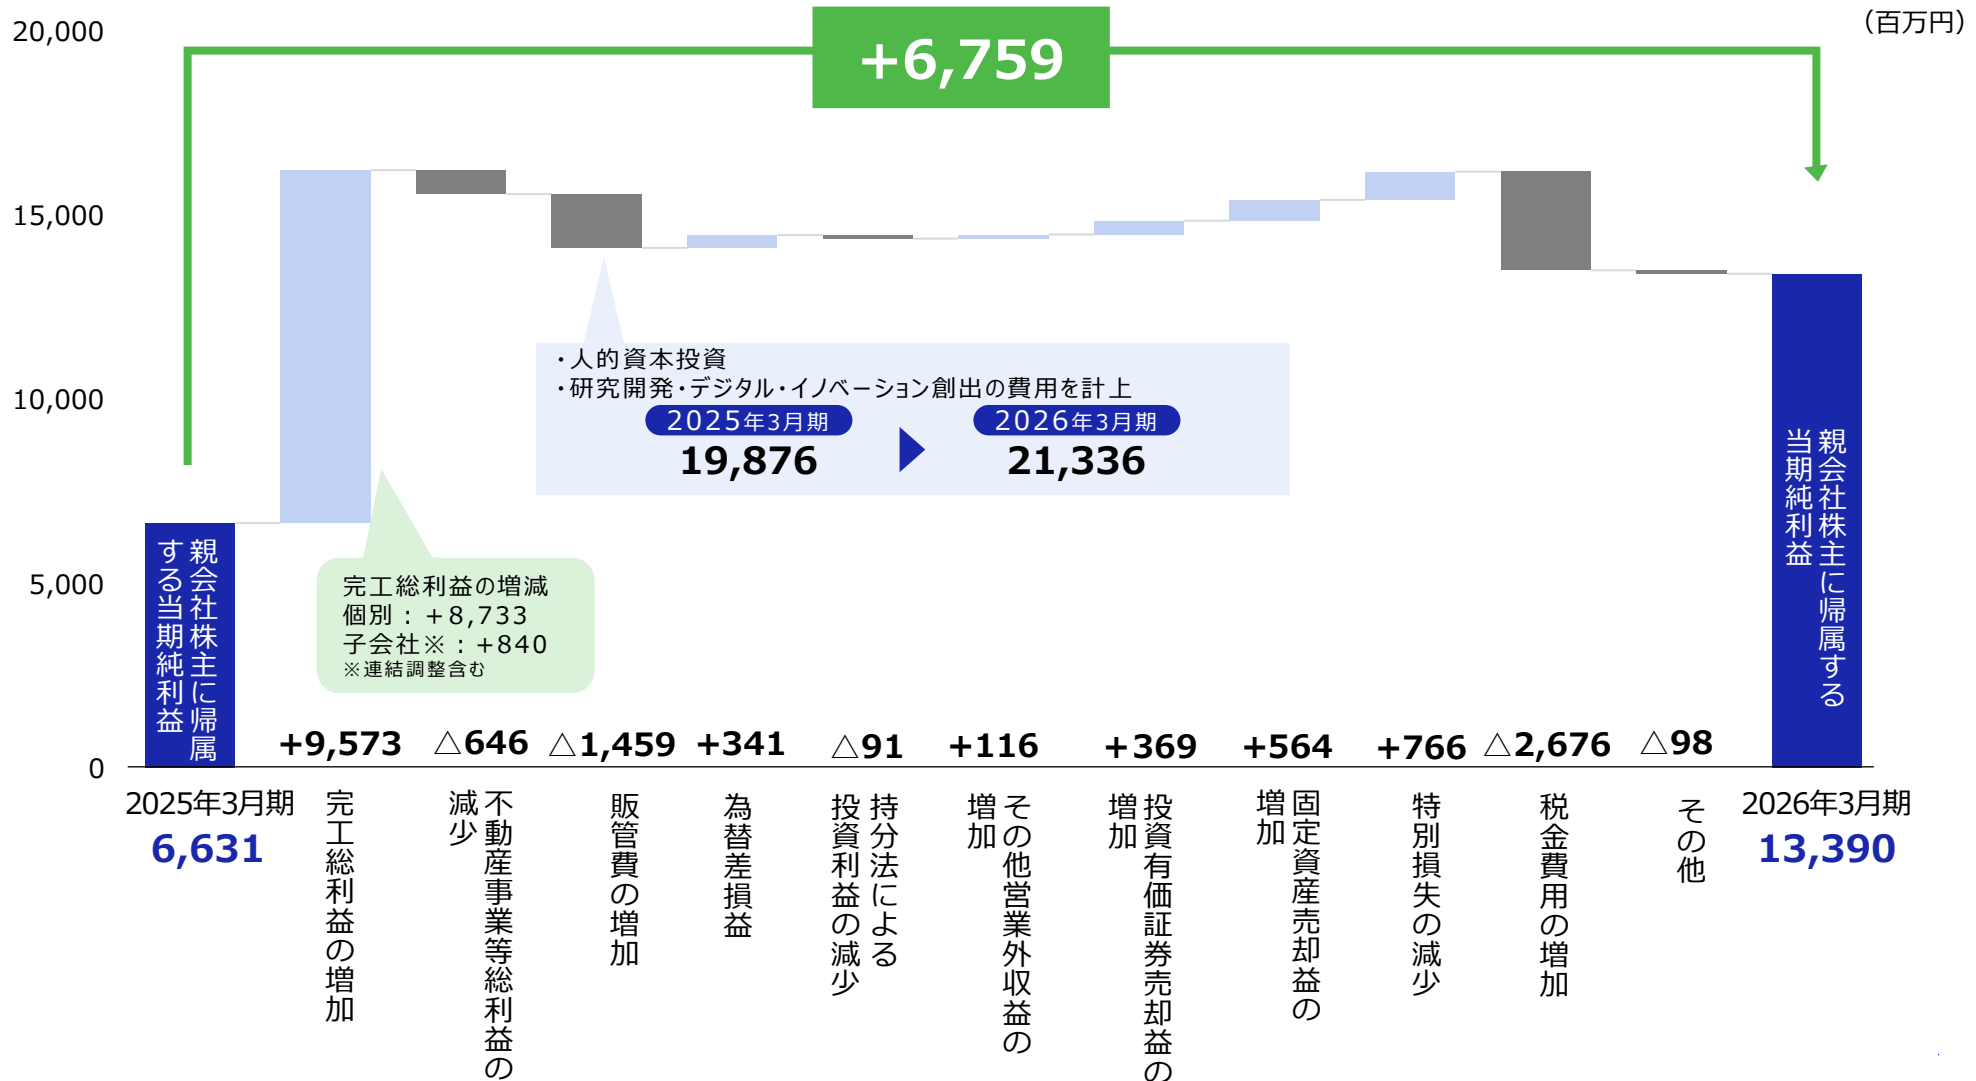 （百万円）
+6,759
20,000
15,000
10,000
5,000
0
・人的資本投資
・研究開発・デジタル・イノベーション創出の費用を計上
2025年3月期
2026年3月期
19,876
21,336
完工総利益の増減
個別：+8,733
子会社※：+840
※連結調整含む
親会社株主に帰属
する当期純利益
親会社株主に帰属する
当期純利益
+9,573
△646
△1,459
+341
△91
+116
+369
+564
+766
△2,676
△98
2025年3月期
6,631
完工総利益の増加
不動産事業等総利益の
減少
販管費の増加
為替差損益
持分法による
投資利益の減少
その他営業外収益の
増加
投資有価証券売却益の
増加
固定資産売却益の
増加
特別損失の減少
税金費用の増加
その他
2026年3月期
13,390